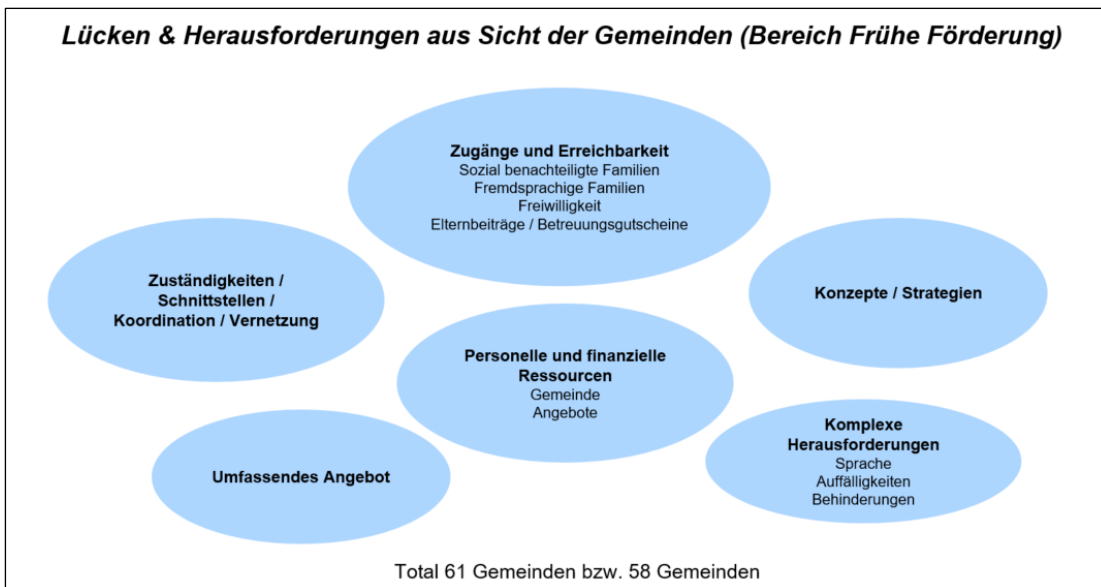 Lücken & Herausforderungen aus Sicht der Gemeinden (Bereich Frühe Förderung)
Zugänge und Erreichbarkeit
Sozial benachteiligte Familien
Fremdsprachige Familien
Freiwilligkeit
Elternbeiträge / Betreuungsgutscheine
Zuständigkeiten /
Schnittstellen /
Koordination / Vernetzung
Konzepte / Strategien
Personelle und finanzielle
Ressourcen
Gemeinde
Angebote
Umfassendes Angebot
Komplexe
Herausforderungen
Sprache
Auffälligkeiten
Behinderungen
Total 61 Gemeinden bzw. 58 Gemeinden